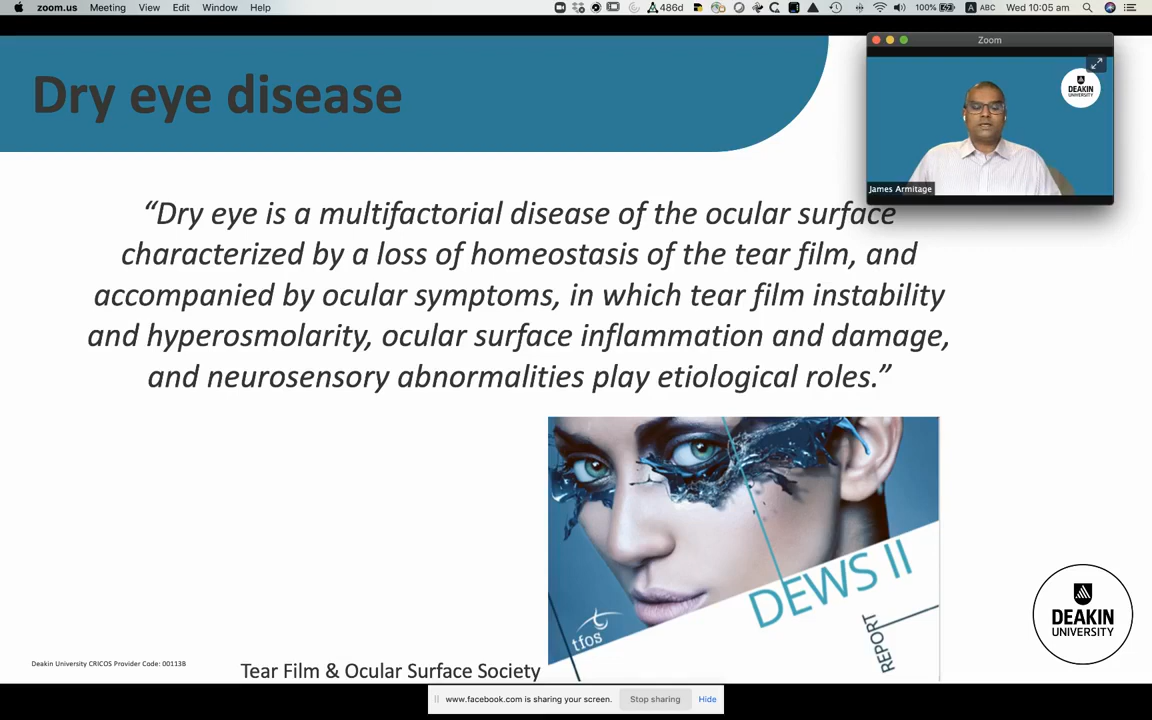 zoom.us Meeting View Edit Window Help
486d 100% A ABC Wed 10:05 am
Zoom
DEAKIN
UNIVERSITY
James Armitage
Dry eye disease
“Dry eye is a multifactorial disease of the ocular surface
characterized by a loss of homeostasis of the tear film, and
accompanied by ocular symptoms, in which tear film instability
and hyperosmolarity, ocular surface inflammation and damage,
and neurosensory abnormalities play etiological roles.”
DEWS II
REPORT
tfos
DEAKIN
UNIVERSITY
Deakin University CRICOS Provider Code: 00113B
Tear Film & Ocular Surface Society
www.facebook.com is sharing your screen. Stop sharing Hide